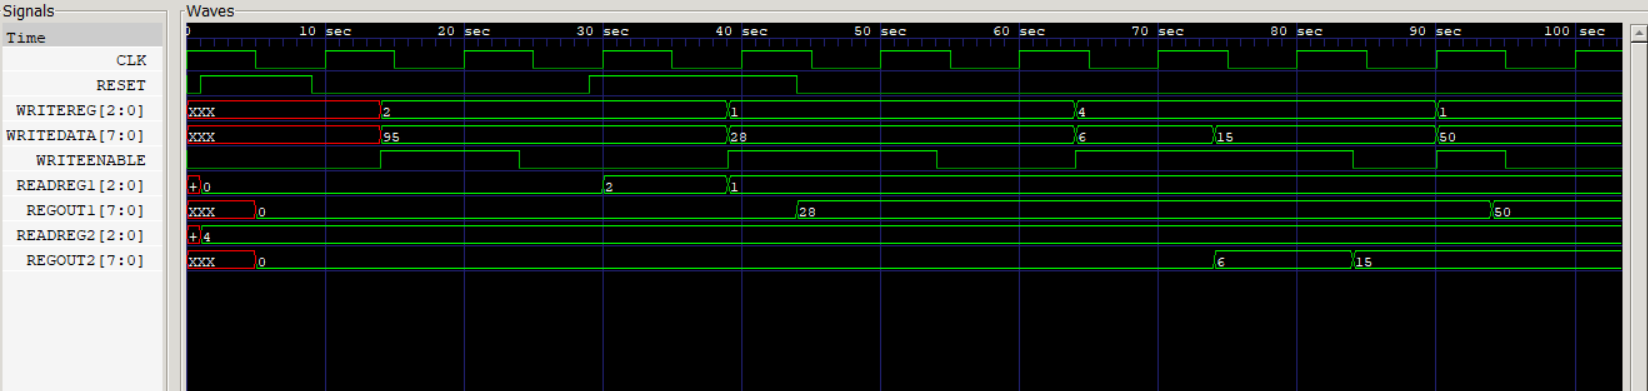 Signals
Waves
Time
0 10 sec 20 sec 30 sec 40 sec 50 sec 60 sec 70 sec 80 sec 90 sec 100 sec
CLK
RESET
WRITEREG[2:0] XXX 2 1 4 1
WRITEDATA[7:0] XXX 95 28 6 15 50
WRITEENABLE
READREG1[2:0] + 0 2 1
REGOUT1[7:0] XXX 0 28 50
READREG2[2:0] + 4
REGOUT2[7:0] XXX 0 6 15